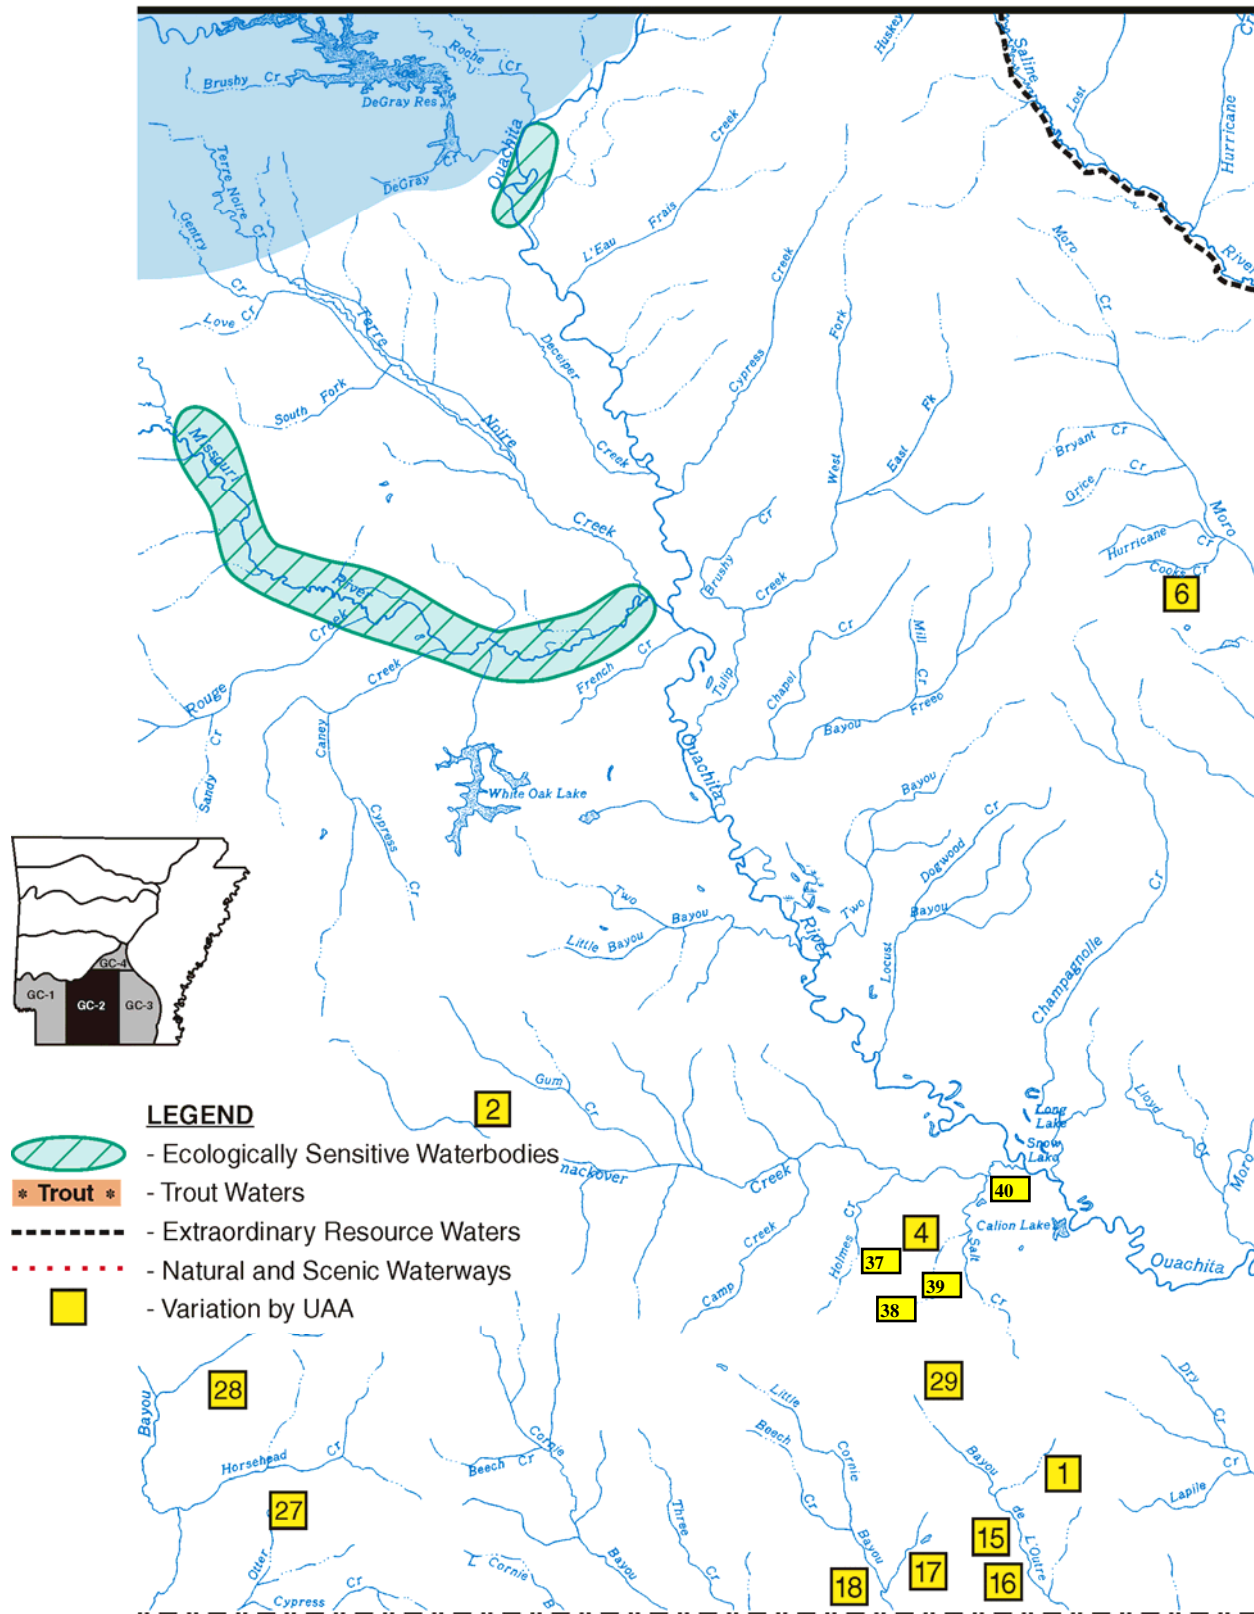 Roche
Cr
Huskey
Saline
Lost
Cr
Hurricane
Brushy Cr
DeGray Res
Ouachita
Creek
DeGray
Cr
Terre Noire Cr
Gentry
Cr
L'Eau Frais
Moro
Cr
River
Love Cr
Terre
Deceiper
Creek
Cypress
Fork
South Fork
Noire
Creek
West
East Fk
Bryant Cr
Grice Cr
Missouri
Creek
Brushy Cr
Creek
Moro
Hurricane Cr
Cooks Cr
6
River
Creek
French Cr
Tulip
Chapel Cr
Mill Cr
Bayou Freeo
Rouge
Creek
Sandy Cr
Caney
Ouachita
White Oak Lake
Cypress
Cr
Bayou
Dogwood Cr
Bayou
Two
Two Bayou
Little Bayou
River
Locust
Cr
Champagnolle
GC-4
GC-1
GC-2
GC-3
Gum
Cr
2
Long
Lake
Snow
Lake
Lloyd
Cr
Moro
LEGEND
- Ecologically Sensitive Waterbodies
* Trout * - Trout Waters
- Extraordinary Resource Waters
- Natural and Scenic Waterways
- Variation by UAA
mackover
Creek
40
Calion Lake
Holmes Cr
4
37
39
38
Salt
Cr
Camp Creek
Ouachita
28
29
Bayou
Horsehead Cr
Beech Cr
Cornie
Little
Beech
Cornie
Cr
Bayou
Dry
Cr
Cr
Lapile
1
27
Three
Cr
Bayou
de
L'Outre
15
16
17
18
Otter
Cypress Cr
Cornie
B
Bayou